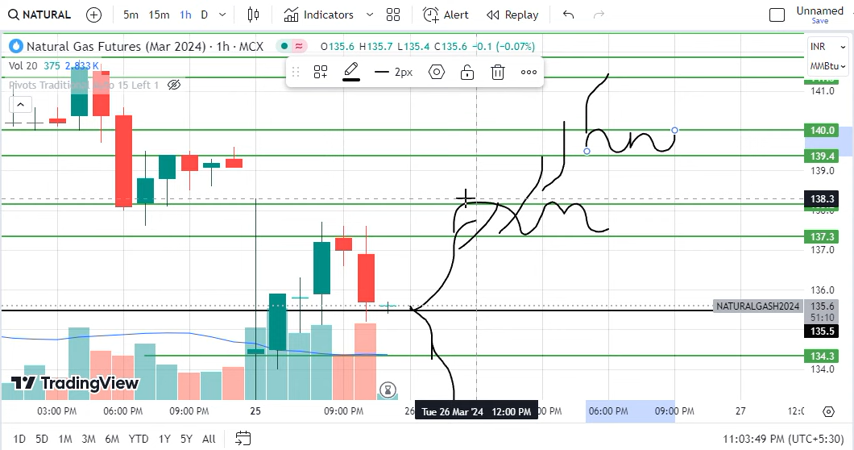 NATURAL 5m 15m 1h D Indicators Alert Replay Unnamed
Save
Natural Gas Futures (Mar 2024) · 1h · MCX O135.6 H135.7 L135.4 C135.6 -0.1 (-0.07%) INR
Vol 20 375 2.833 K MMBtu
2px
141.0
140.0
139.4
139.0
138.3
137.3
136.0
NATURALGASH2024 135.6
51:10
135.5
134.3
134.0
TradingView
03:00 PM 06:00 PM 09:00 PM 25 09:00 PM 26 Tue 26 Mar '24 12:00 PM 06:00 PM 09:00 PM 27
1D 5D 1M 3M 6M YTD 1Y 5Y All 11:03:49 PM (UTC+5:30)